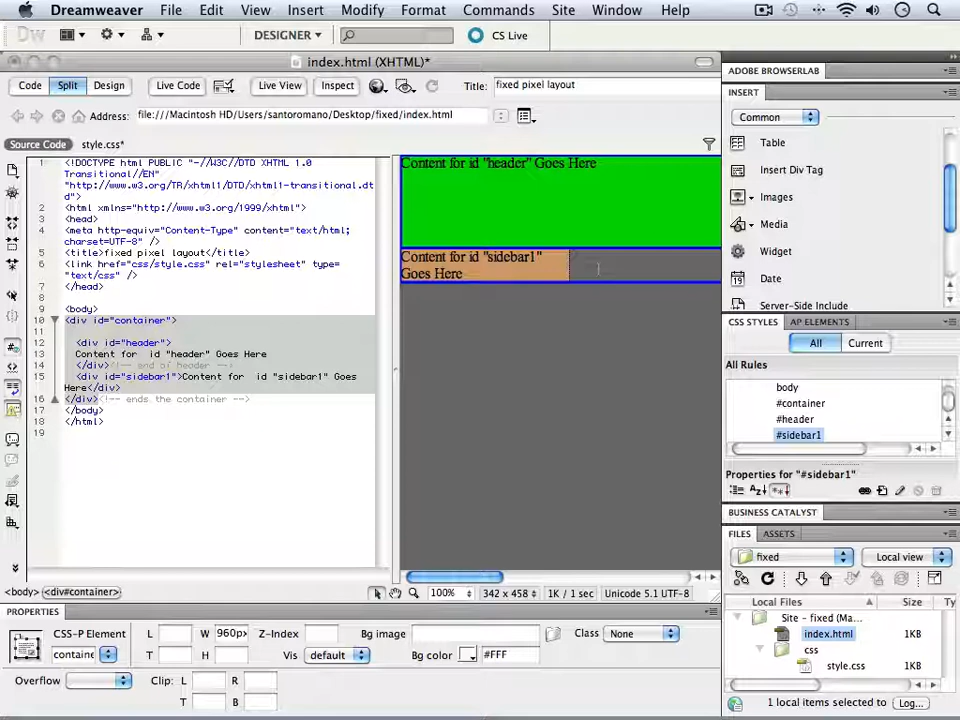 Dreamweaver File Edit View Insert Modify Format Commands Site Window Help
Dw DESIGNER CS Live
index.html (XHTML)*
Code Split Design Live Code Live View Inspect Title: fixed pixel layout
Address: file:///Macintosh HD/Users/santoromano/Desktop/fixed/index.html
Source Code style.css*
1 <!DOCTYPE html PUBLIC "-//W3C//DTD XHTML 1.0
Transitional//EN"
"http://www.w3.org/TR/xhtml1/DTD/xhtml1-transitional.dt
d">
2 <html xmlns="http://www.w3.org/1999/xhtml">
3 <head>
4 <meta http-equiv="Content-Type" content="text/html;
charset=UTF-8" />
5 <title>fixed pixel layout</title>
6 <link href="css/style.css" rel="stylesheet" type=
"text/css" />
7 </head>
8
9 <body>
10 <div id="container">
11
12 <div id="header">
13 Content for  id "header" Goes Here
14 </div><!-- end of header -->
15 <div id="sidebar1">Content for  id "sidebar1" Goes
Here</div>
16 </div><!-- ends the container -->
17 </body>
18 </html>
19
Content for id "header" Goes Here
Content for id "sidebar1"
Goes Here
<body> <div#container>
100% 342 x 458 1K / 1 sec Unicode 5.1 UTF-8
ADOBE BROWSERLAB
INSERT
Common
Table
Insert Div Tag
Images
Media
Widget
Date
Server-Side Include
CSS STYLES AP ELEMENTS
All Current
All Rules
body
#container
#header
#sidebar1
Properties for "#sidebar1"
BUSINESS CATALYST
FILES ASSETS
fixed Local view
Local Files Size Ty
Site - fixed (Ma...
index.html 1KB
css
style.css 1KB
1 local items selected to Log...
PROPERTIES
CSS-P Element L W 960px Z-Index Bg image Class None
containe T H Vis default Bg color #FFF
Overflow Clip: L R
T B